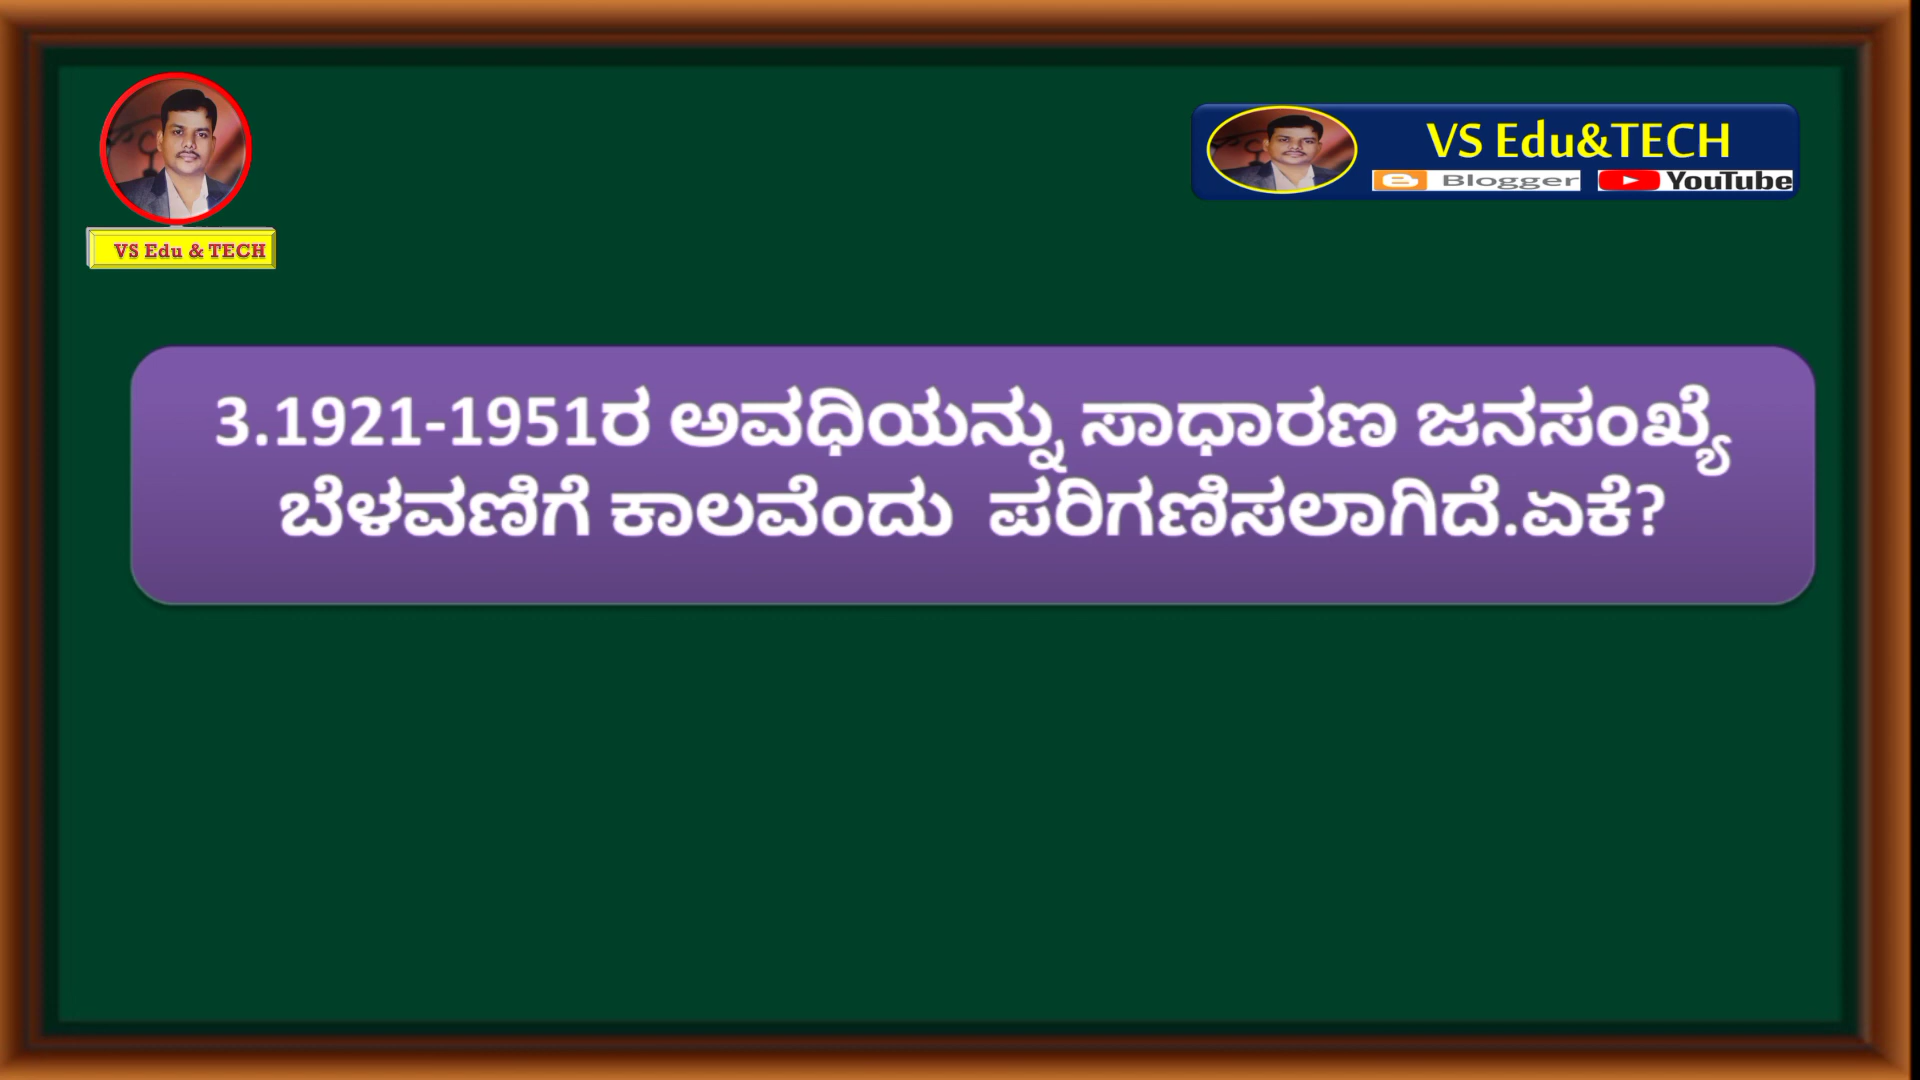 VS Edu & TECH
VS Edu&TECH
Blogger YouTube
3.1921-1951ರ ಅವಧಿಯನ್ನು ಸಾಧಾರಣ ಜನಸಂಖ್ಯೆ
ಬೆಳವಣಿಗೆ ಕಾಲವೆಂದು ಪರಿಗಣಿಸಲಾಗಿದೆ.ಏಕೆ?